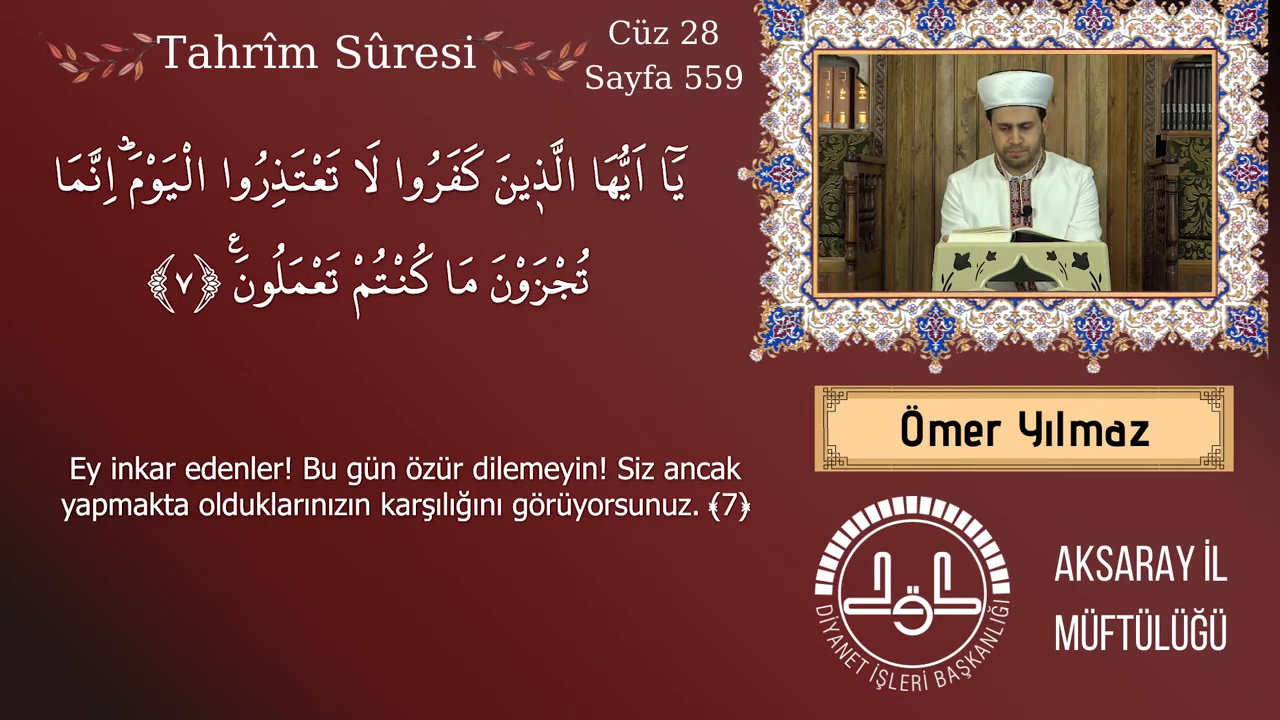 Tahrîm Sûresi
Cüz 28
Sayfa 559
يَٓا اَيُّهَا الَّذ۪ينَ كَفَرُوا لَا تَعْتَذِرُوا الْيَوْمَۜ اِنَّمَا
تُجْزَوْنَ مَا كُنْتُمْ تَعْمَلُونَ۟ ﴿٧﴾
Ey inkar edenler! Bu gün özür dilemeyin! Siz ancak
yapmakta olduklarınızın karşılığını görüyorsunuz. ﴾7﴿
Ömer Yılmaz
DİYANET İŞLERİ BAŞKANLIĞI
AKSARAY İL
MÜFTÜLÜĞÜ